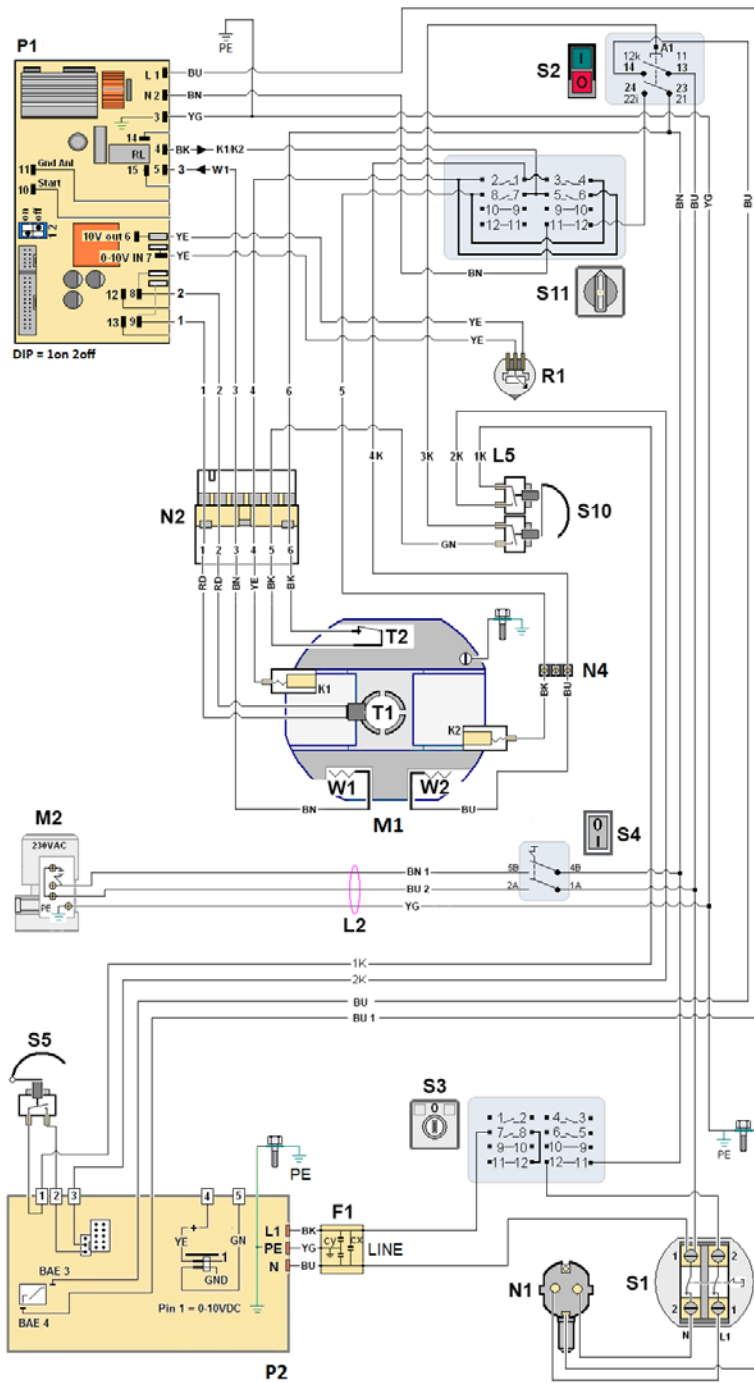 P1
PE
L 1
BU
N 2
BN
3
YG
14
4
BK
K1/K2
RL
15
5
3
W1
11
Gnd Anl
10
Start
on
off
12
10V out 6
YE
0-10V IN 7
YE
12
8
2
13
9
1
DIP = 1on 2off
S2
I
O
A1
12k
11
14
13
24
23
22i
21
BU
BU
BN
YG
2
1
3
4
8
7
5
6
10
9
9
10
12
11
11
12
BN
S11
YE
YE
R1
1
2
3
4
6
5
4K
3K
2K
1K
L5
S10
GN
N2
1
2
3
4
5
6
RD
RD
BN
YE
BK
BK
T2
N4
BK
BU
K1
T1
K2
W1
W2
BN
BU
M1
M2
230VAC
PE
0
I
S4
BN 1
5B
4B
BU 2
2A
1A
YG
L2
1K
2K
BU
BU 1
S5
S3
0
1
2
4
3
7
8
6
5
9
10
10
9
11
12
12
11
PE
PE
1
2
3
4
5
+
YE
GN
1
GND
Pin 1 = 0-10VDC
BAE 3
BAE 4
L1
BK
PE
YG
N
BU
F1
CY
CX
LINE
P2
N1
S1
1
2
2
1
N
L1